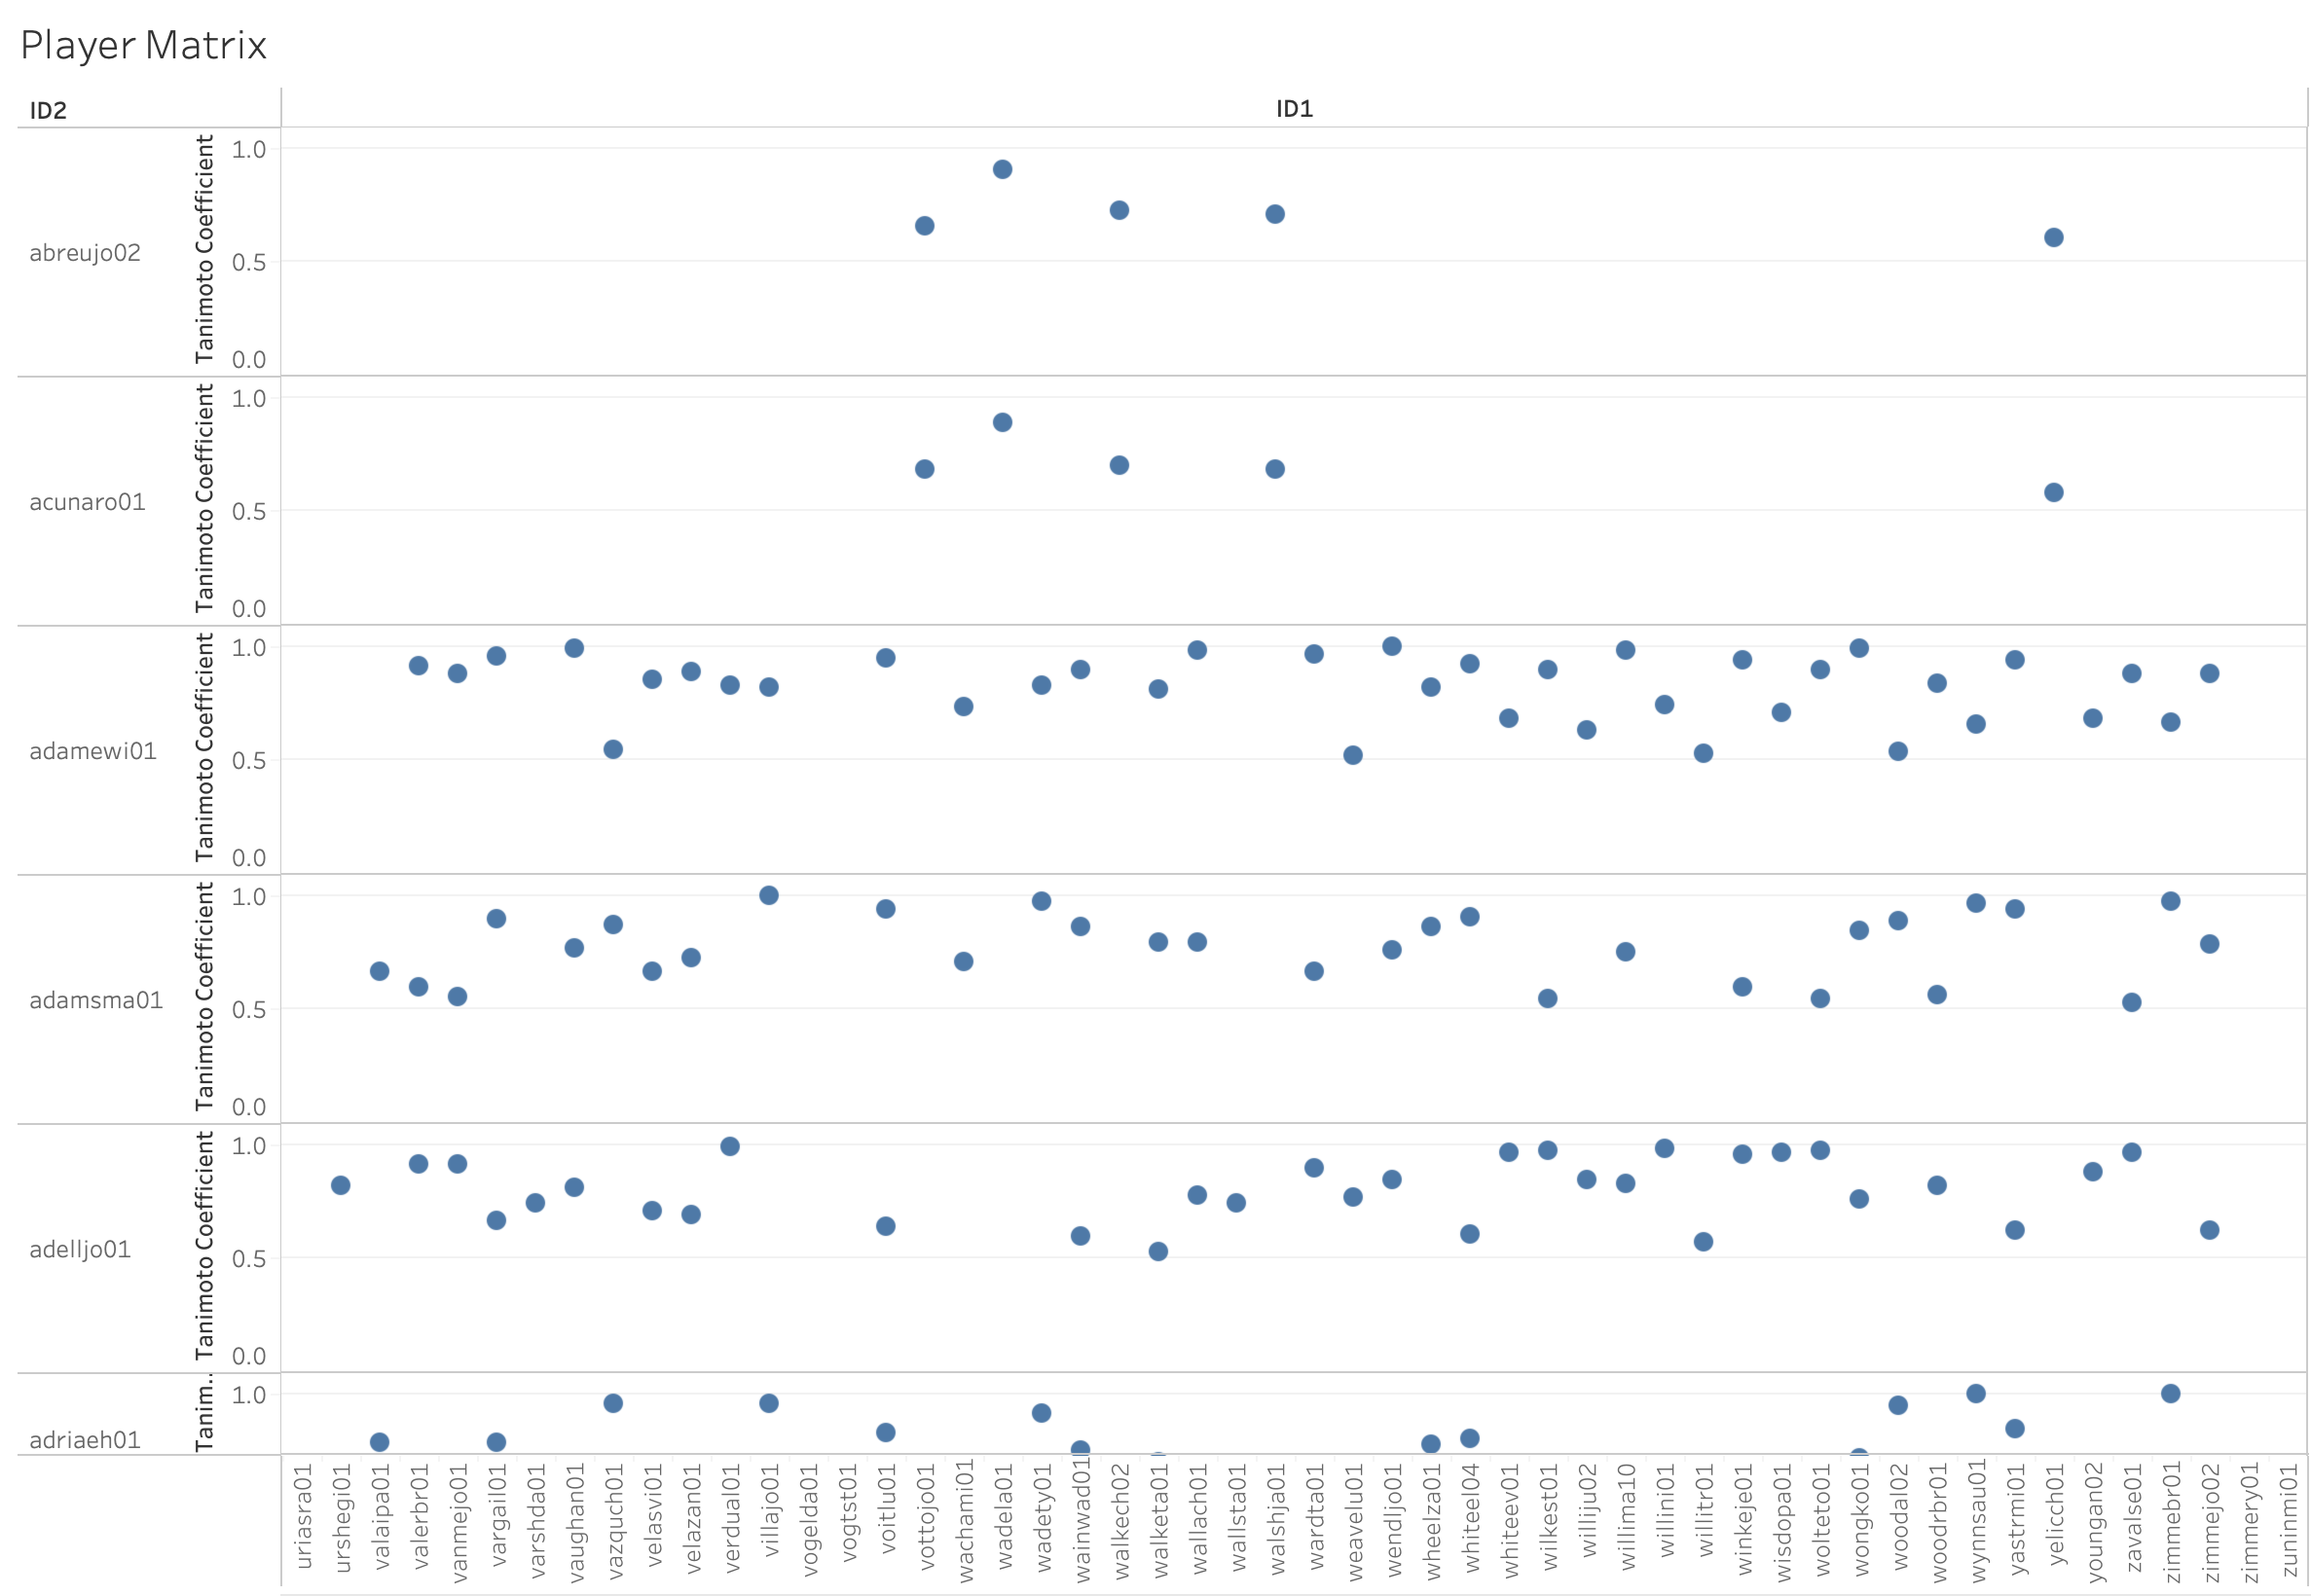 Player Matrix
ID2
ID1
abreujo02
Tanimoto Coefficient
1.0
0.5
0.0
acunaro01
Tanimoto Coefficient
1.0
0.5
0.0
adamewi01
Tanimoto Coefficient
1.0
0.5
0.0
adamsma01
Tanimoto Coefficient
1.0
0.5
0.0
adelljo01
Tanimoto Coefficient
1.0
0.5
0.0
adriaeh01
Tanim..
1.0
uriasra01
urshegi01
valaipa01
valerbr01
vanmejo01
vargail01
varshda01
vaughan01
vazquch01
velasvi01
velazan01
verdual01
villajo01
vogelda01
vogtst01
voitlu01
vottojo01
wachami01
wadela01
wadety01
wainwad01
walkech02
walketa01
wallach01
wallsta01
walshja01
wardta01
weavelu01
wendljo01
wheelza01
whiteel04
whiteev01
wilkest01
williju02
willima10
willini01
willitr01
winkeje01
wisdopa01
wolteto01
wongko01
woodal02
woodrbr01
wynnsau01
yastrmi01
yelicch01
youngan02
zavalse01
zimmebr01
zimmejo02
zimmery01
zuninmi01